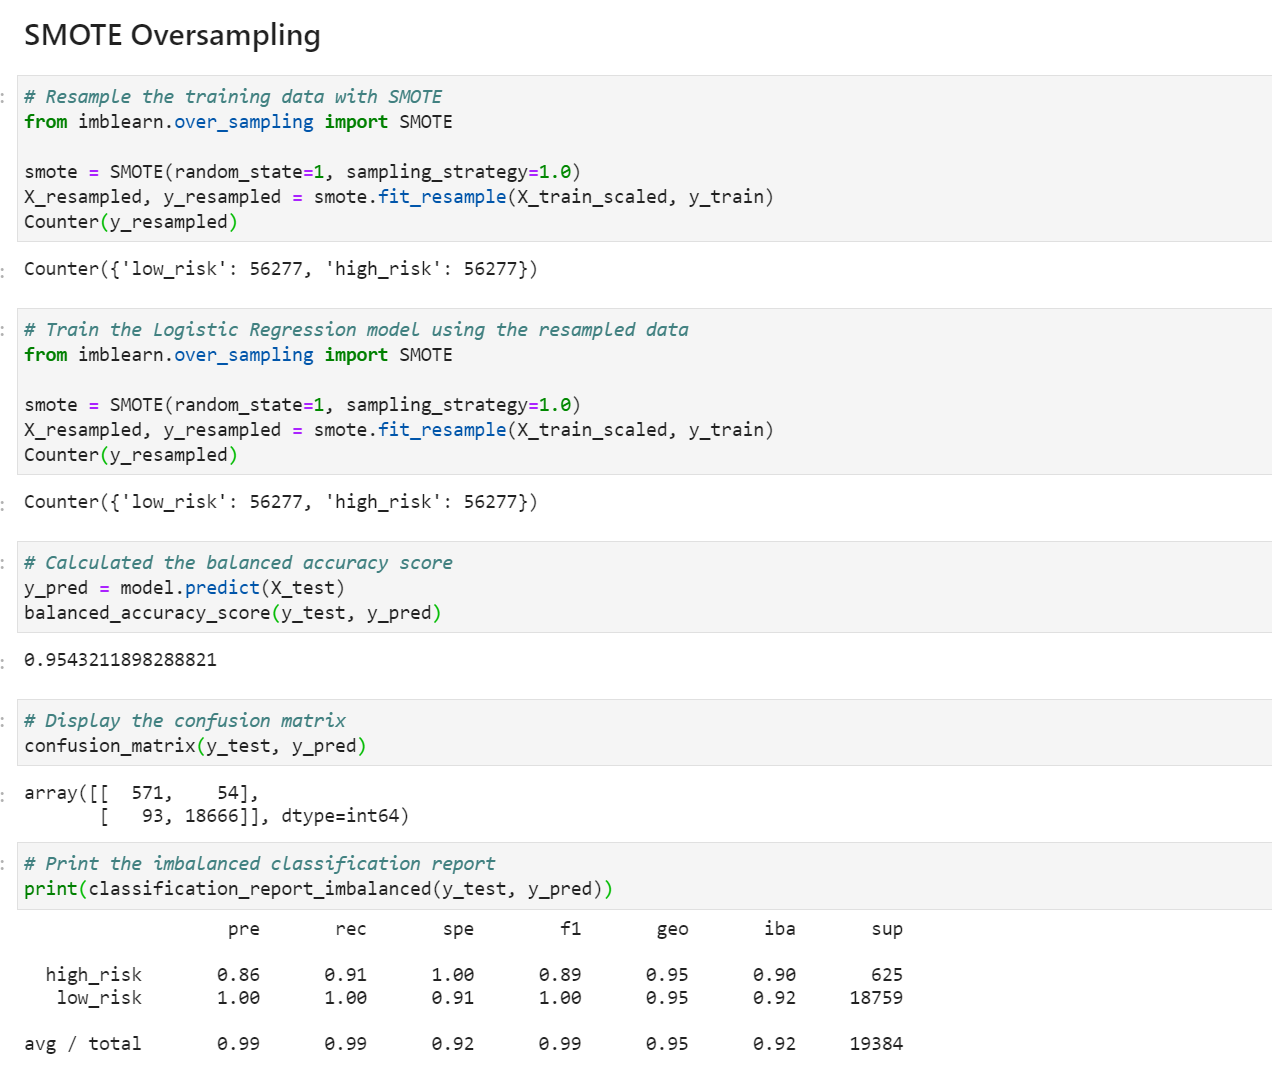 SMOTE Oversampling
# Resample the training data with SMOTE
from imblearn.over_sampling import SMOTE
smote = SMOTE(random_state=1, sampling_strategy=1.0)
X_resampled, y_resampled = smote.fit_resample(X_train_scaled, y_train)
Counter(y_resampled)
Counter({'low_risk': 56277, 'high_risk': 56277})
# Train the Logistic Regression model using the resampled data
from imblearn.over_sampling import SMOTE
smote = SMOTE(random_state=1, sampling_strategy=1.0)
X_resampled, y_resampled = smote.fit_resample(X_train_scaled, y_train)
Counter(y_resampled)
Counter({'low_risk': 56277, 'high_risk': 56277})
# Calculated the balanced accuracy score
y_pred = model.predict(X_test)
balanced_accuracy_score(y_test, y_pred)
0.9543211898288821
# Display the confusion matrix
confusion_matrix(y_test, y_pred)
array([[  571,    54],
       [   93, 18666]], dtype=int64)
# Print the imbalanced classification report
print(classification_report_imbalanced(y_test, y_pred))
pre rec spe f1 geo iba sup
high_risk 0.86 0.91 1.00 0.89 0.95 0.90 625
low_risk 1.00 1.00 0.91 1.00 0.95 0.92 18759
avg / total 0.99 0.99 0.92 0.99 0.95 0.92 19384